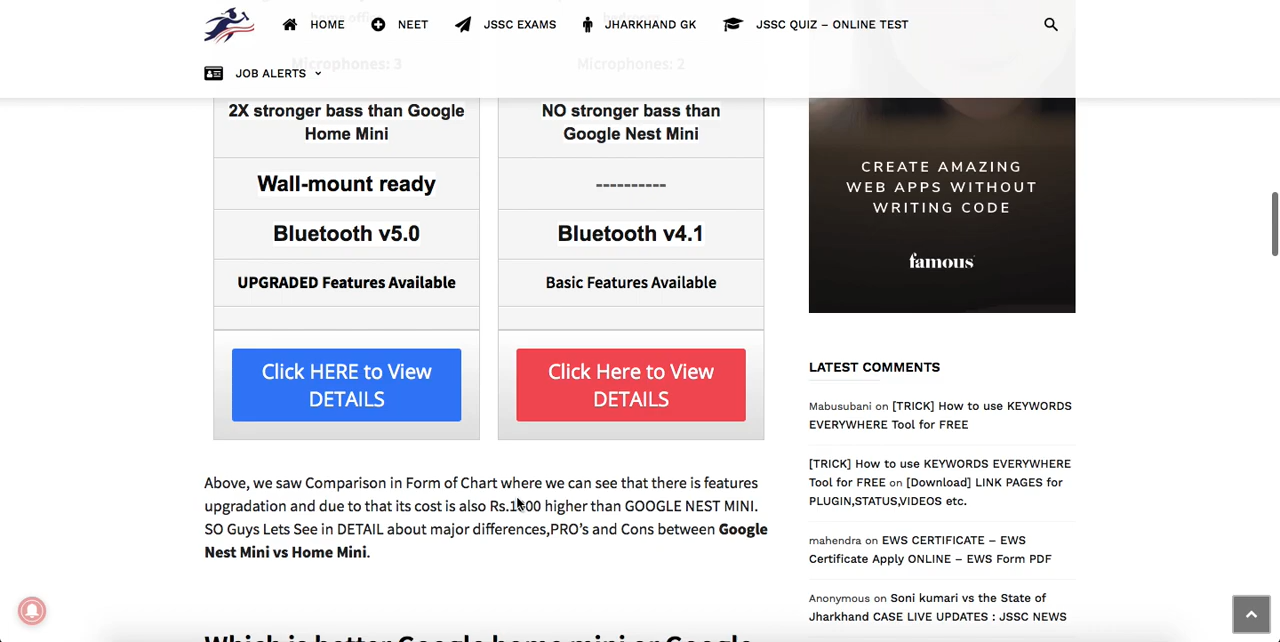 HOME
NEET
JSSC EXAMS
JHARKHAND GK
JSSC QUIZ – ONLINE TEST
JOB ALERTS
Microphones: 3
Microphones: 2
2X stronger bass than Google
Home Mini
NO stronger bass than
Google Nest Mini
Wall-mount ready
----------
Bluetooth v5.0
Bluetooth v4.1
UPGRADED Features Available
Basic Features Available
Click HERE to View
DETAILS
Click Here to View
DETAILS
Above, we saw Comparison in Form of Chart where we can see that there is features
upgradation and due to that its cost is also higher than GOOGLE NEST MINI.
SO Guys Lets See in DETAIL about major differences,PRO's and Cons between Google
Nest Mini vs Home Mini.
Which is better Google home mini or Google
CREATE AMAZING
WEB APPS WITHOUT
WRITING CODE
famous
LATEST COMMENTS
Mabusubani on [TRICK] How to use KEYWORDS
EVERYWHERE Tool for FREE
[TRICK] How to use KEYWORDS EVERYWHERE
Tool for FREE on [Download] LINK PAGES for
PLUGIN,STATUS,VIDEOS etc.
mahendra on EWS CERTIFICATE – EWS
Certificate Apply ONLINE – EWS Form PDF
Anonymous on Soni kumari vs the State of
Jharkhand CASE LIVE UPDATES : JSSC NEWS